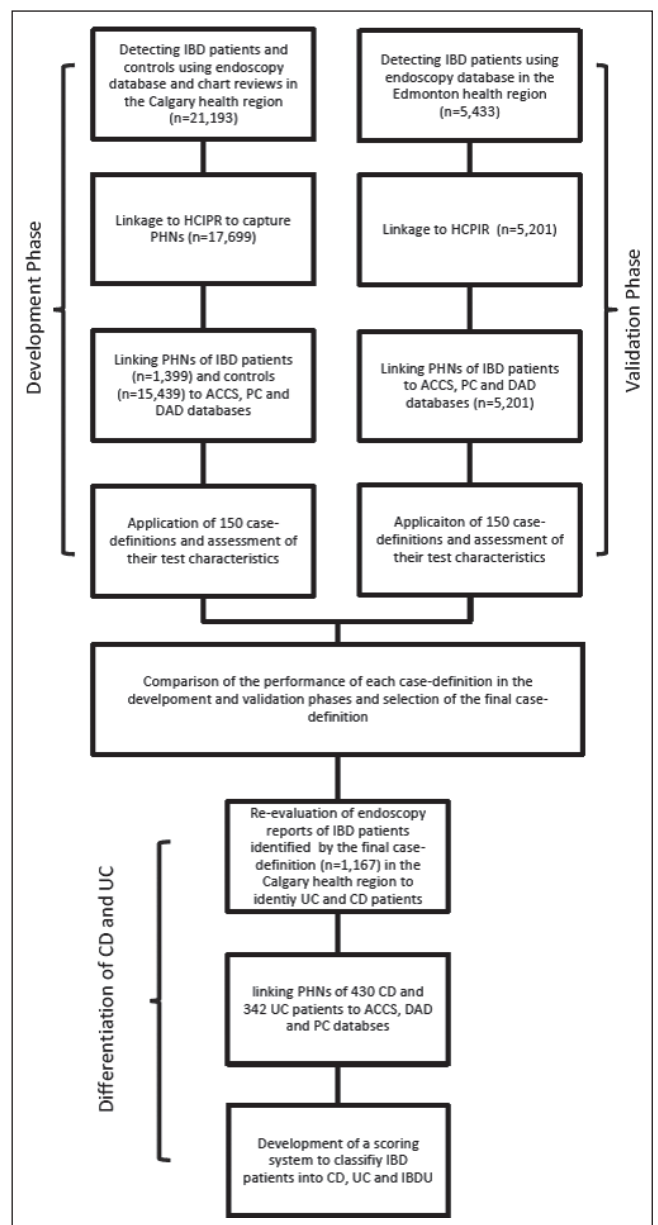 Detecting IBD patients and
controls using endoscopy
database and chart reviews in
the Calgary health region
(n=21,193)
Detecting IBD patients using
endoscopy database in the
Edmonton health region
(n=5,433)
Linkage to HCIPR to capture
PHNs (n=17,699)
Linkage to HCPIR (n=5,201)
Development Phase
Validation Phase
Linking PHNs of IBD patients
(n=1,399) and controls
(n=15,439) to ACCS, PC and
DAD databases
Linking PHNs of IBD patients
to ACCS, PC and DAD
databases (n=5,201)
Application of 150 case-
definitions and assessment of
their test characteristics
Applicaiton of 150 case-
definitions and assessment of
their test characteristics
Comparison of the performance of each case-definition in the
develpoment and validation phases and selection of the final case-
definition
Differentiation of CD and UC
Re-evaluation of endoscopy
reports of IBD patients
identified by the final case-
definition (n=1,167) in the
Calgary health region to
identiy UC and CD patients
linking PHNs of 430 CD and
342 UC patients to ACCS, DAD
and PC databses
Development of a scoring
system to classifiy IBD
patients into CD, UC and IBDU